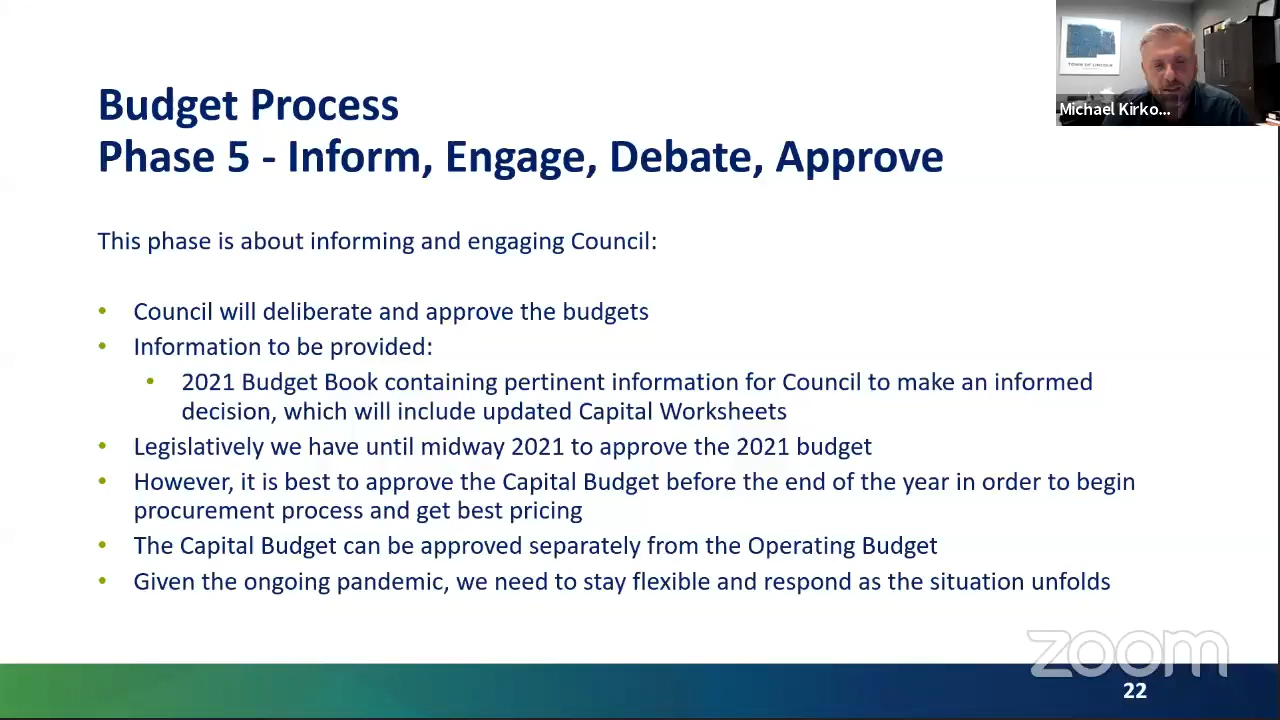 TOWN OF LINCOLN
Michael Kirko...
Budget Process
Phase 5 - Inform, Engage, Debate, Approve
This phase is about informing and engaging Council:
• Council will deliberate and approve the budgets
• Information to be provided:
• 2021 Budget Book containing pertinent information for Council to make an informed
decision, which will include updated Capital Worksheets
• Legislatively we have until midway 2021 to approve the 2021 budget
• However, it is best to approve the Capital Budget before the end of the year in order to begin
procurement process and get best pricing
• The Capital Budget can be approved separately from the Operating Budget
• Given the ongoing pandemic, we need to stay flexible and respond as the situation unfolds
zoom
22